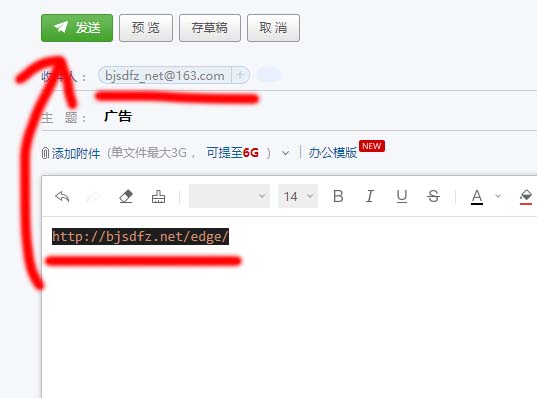 发送 预 览 存草稿 取 消
收件人： bjsdfz_net@163.com +
主 题： 广告
添加附件 (单文件最大3G， 可提至6G ) 办公模版 NEW
14 B I U S A
http://bjsdfz.net/edge/